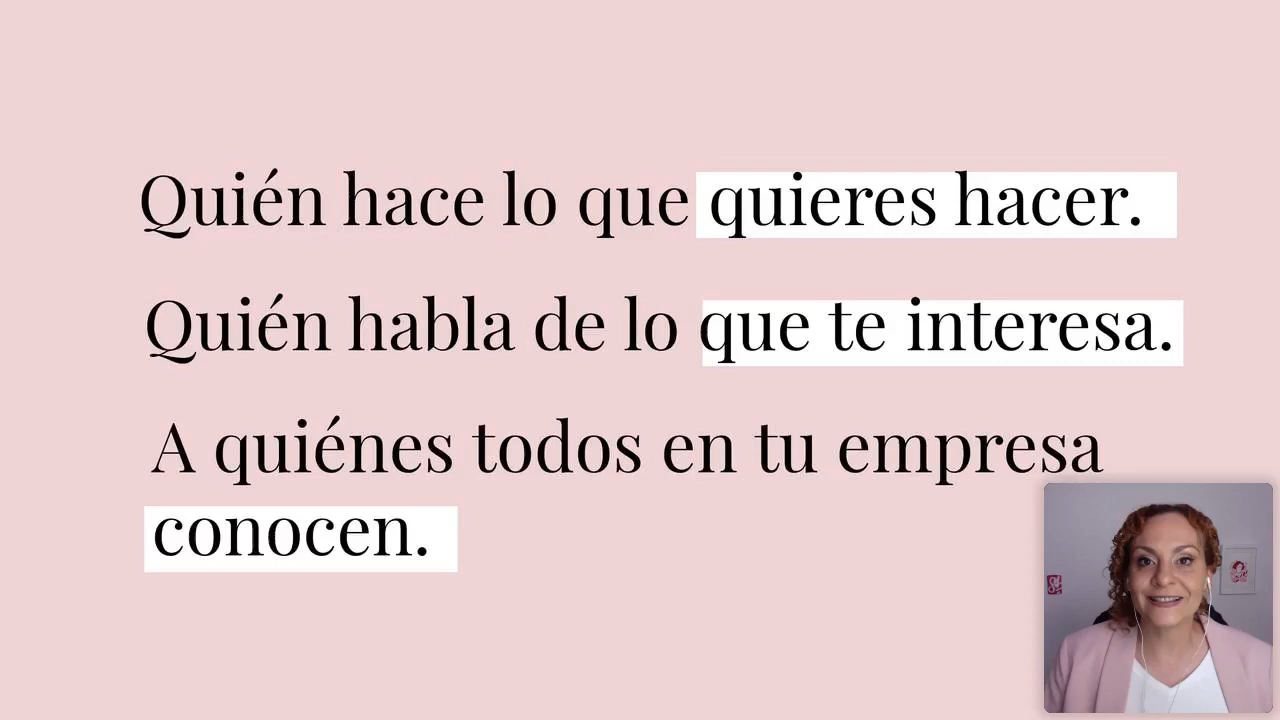 Quién hace lo que quieres hacer.
Quién habla de lo que te interesa.
A quiénes todos en tu empresa
conocen.